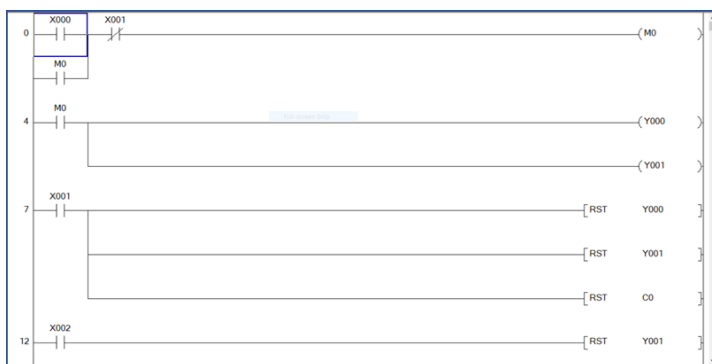 X000 X001
0 M0
M0
M0
4 Y000
Y001
X001
7 RST Y000
RST Y001
RST C0
X002
12 RST Y001